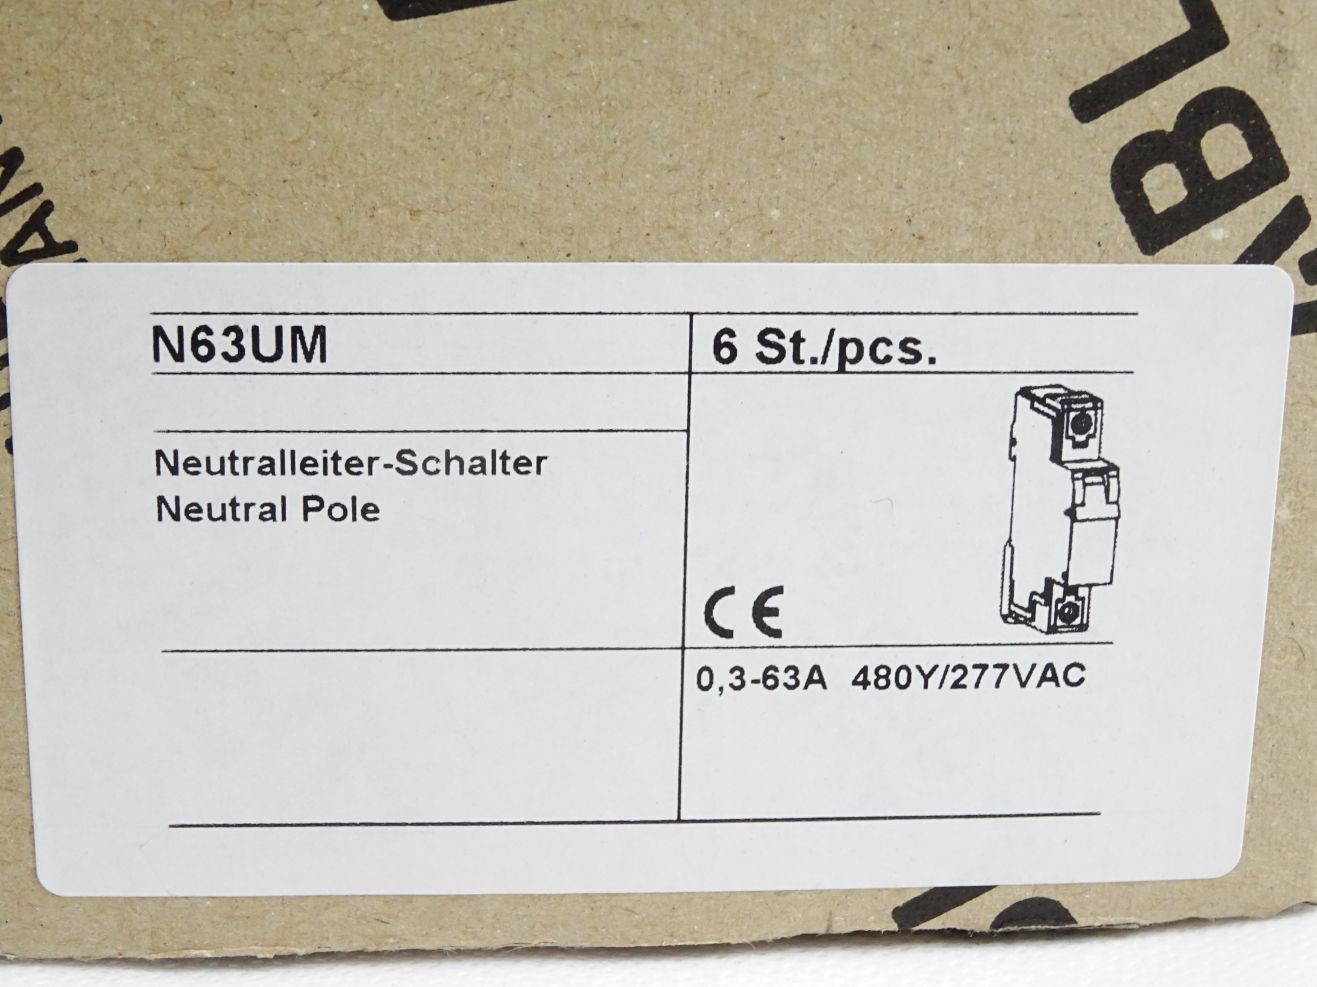 N63UM
6 St./pcs.
Neutralleiter-Schalter
Neutral Pole
CE
0,3-63A 480Y/277VAC